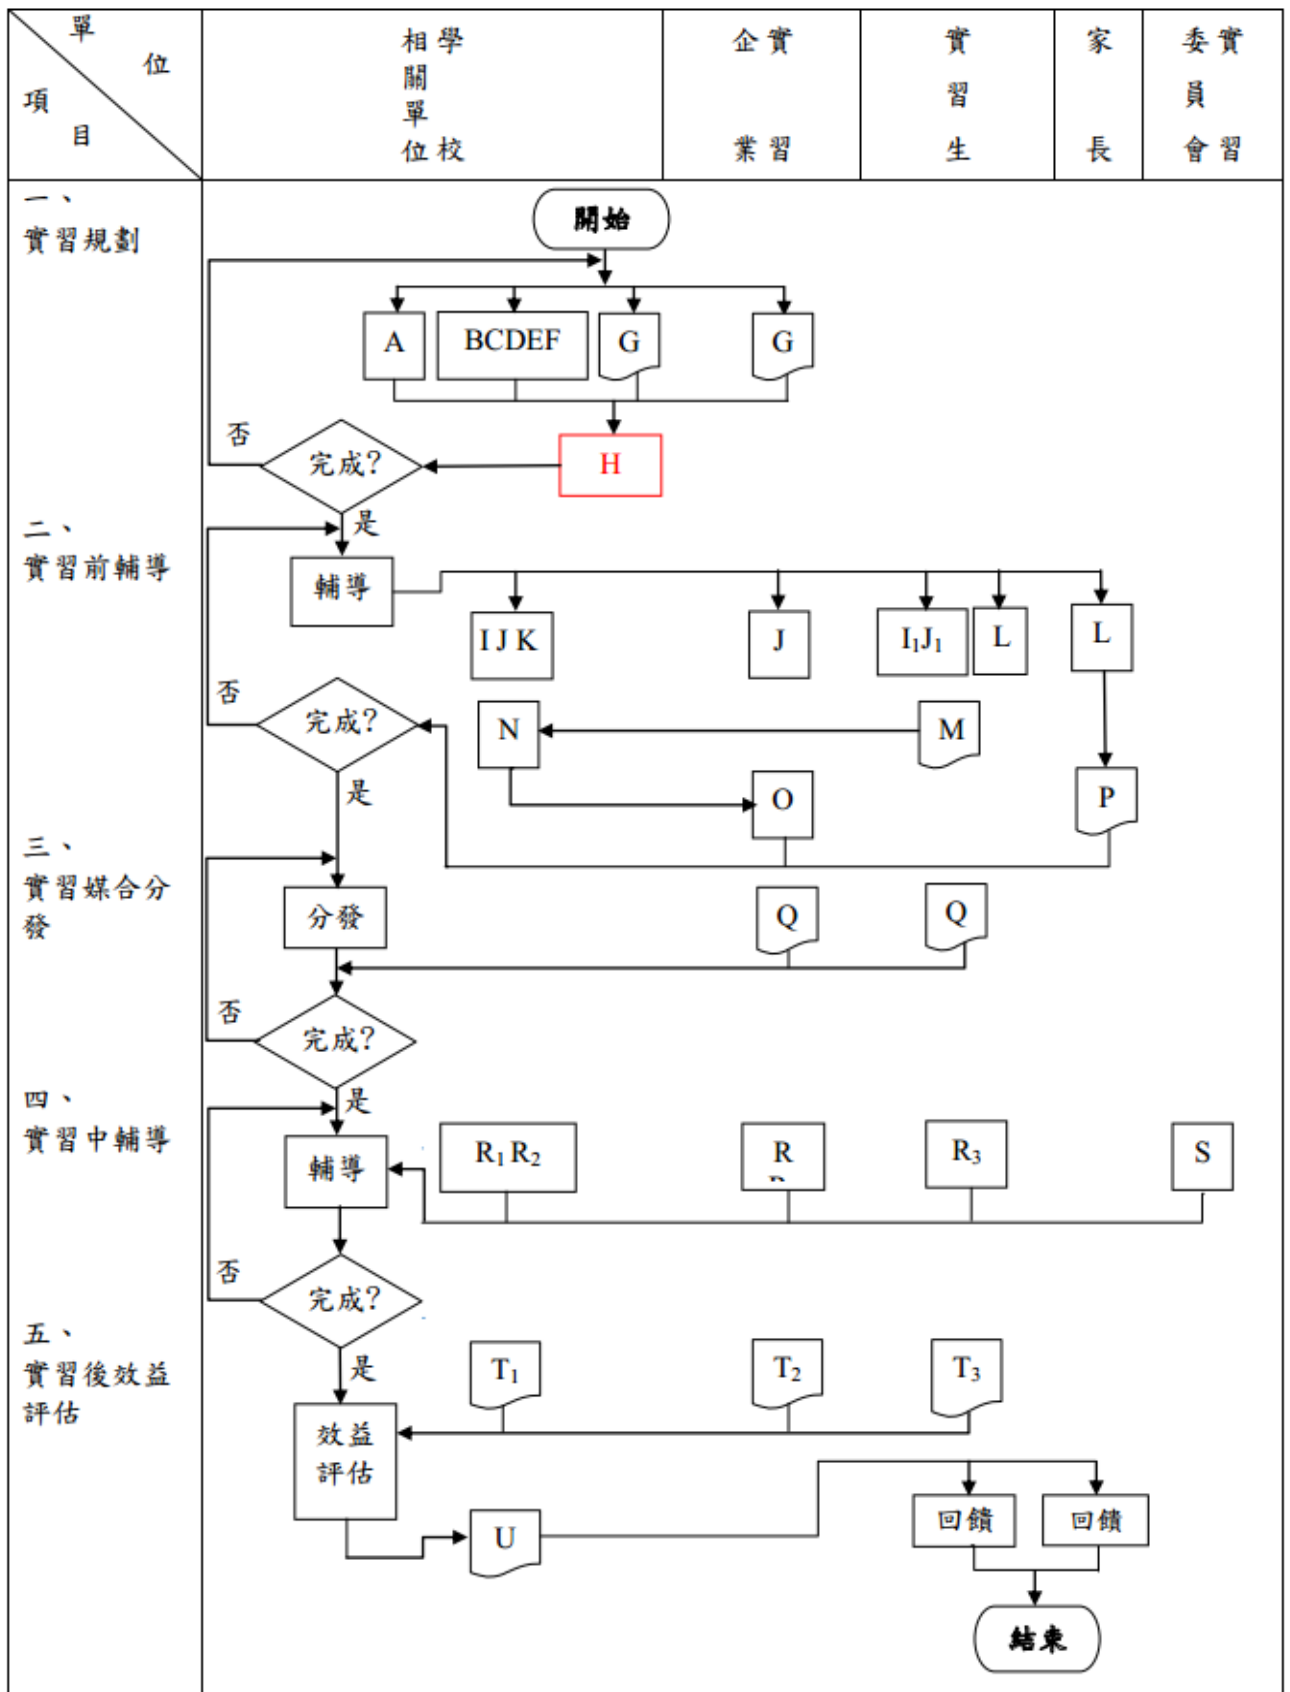 單位
項目
學校
相關單位
實習
企業
實習生
家長
實習
委員會
一、
實習規劃
開始
A
BCDEF
G
G
H
完成?
否
是
二、
實習前輔導
輔導
I J K
J
I₁J₁
L
L
否
完成?
N
M
是
O
P
三、
實習媒合分
發
分發
Q
Q
否
完成?
四、
實習中輔導
是
輔導
R₁ R₂
R
R₃
S
否
完成?
五、
實習後效益
評估
是
T₁
T₂
T₃
效益
評估
U
回饋
回饋
結束